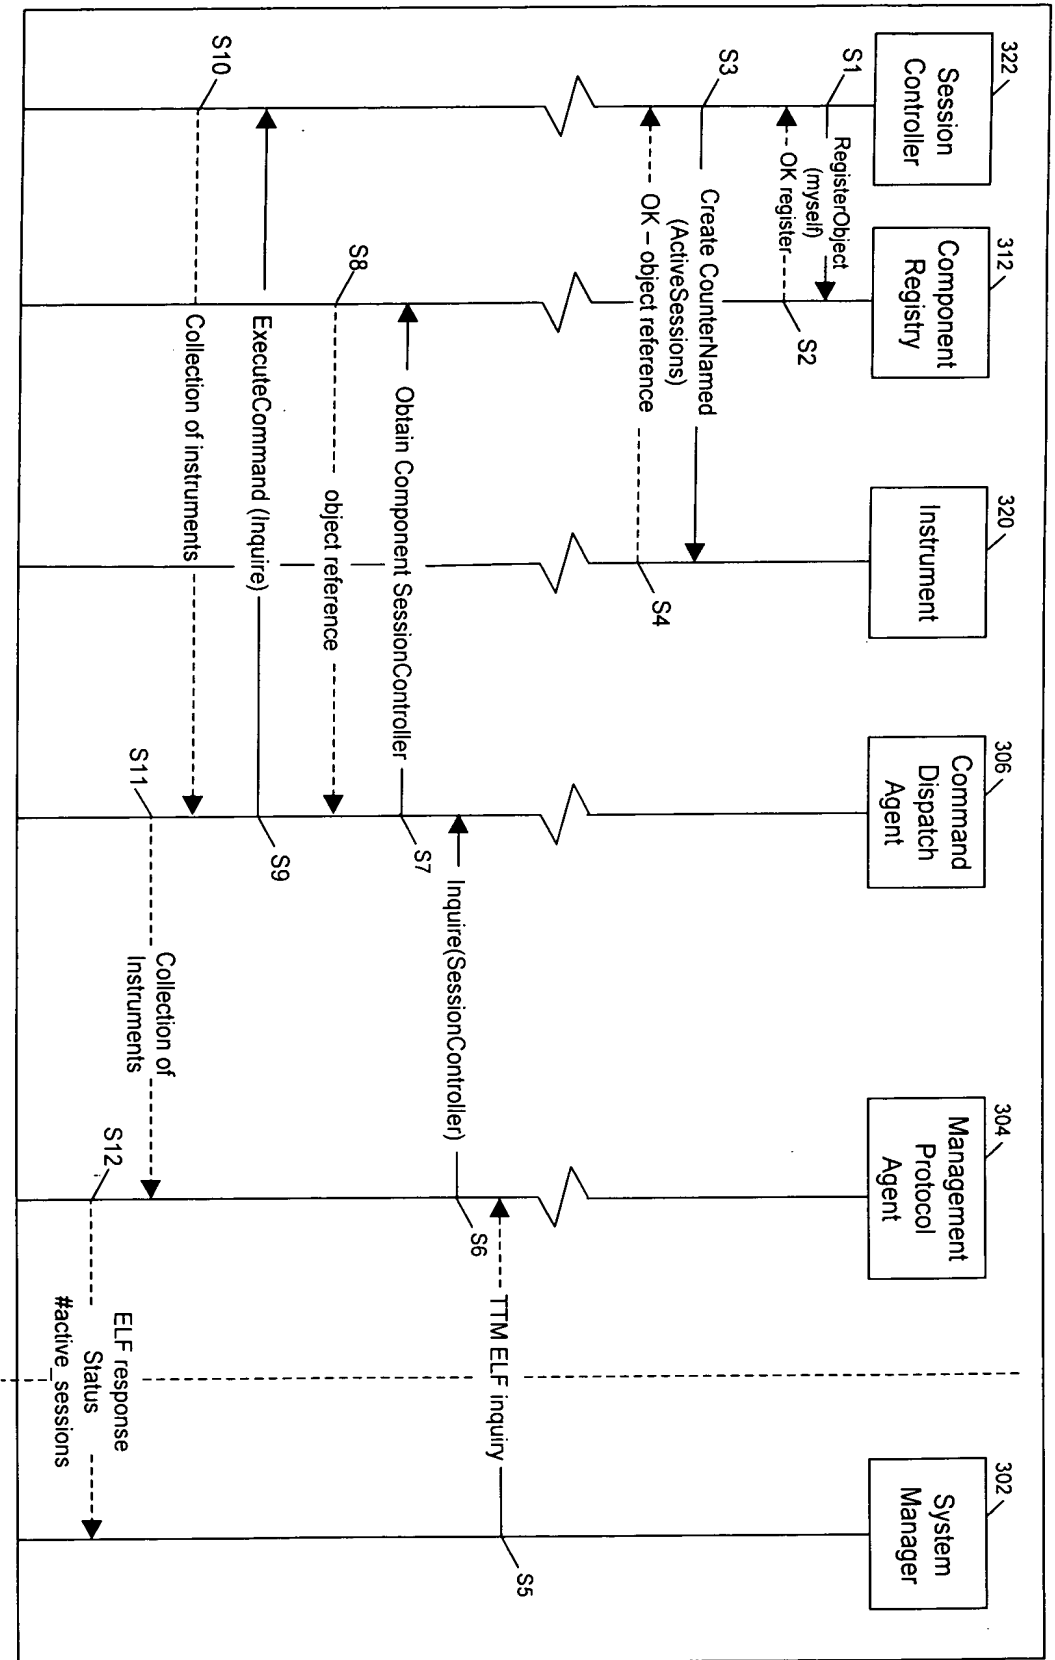 322
Session
Controller
312
Component
Registry
320
Instrument
306
Command
Dispatch
Agent
304
Management
Protocol
Agent
302
System
Manager
S1
RegisterObject
(myself)
OK register
S2
S3
Create CounterNamed
(ActiveSessions)
OK – object reference
S4
TTM ELF inquiry
S5
Inquire(SessionController)
S6
Obtain Component SessionController
S7
S8
object reference
ExecuteCommand (Inquire)
S9
S10
Collection of instruments
S11
Collection of
Instruments
S12
ELF response
Status
#active_sessions